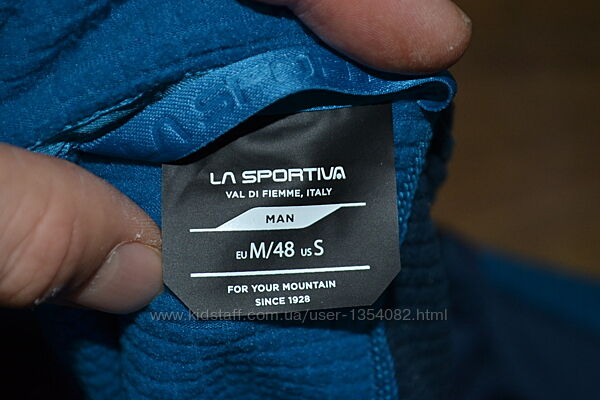 LASPOR
LA SPORTIVA
VAL DI FIEMME, ITALY
MAN
EU M/48 US S
FOR YOUR MOUNTAIN
SINCE 1928
www.kidstaff.com.ua/user-1354082.html